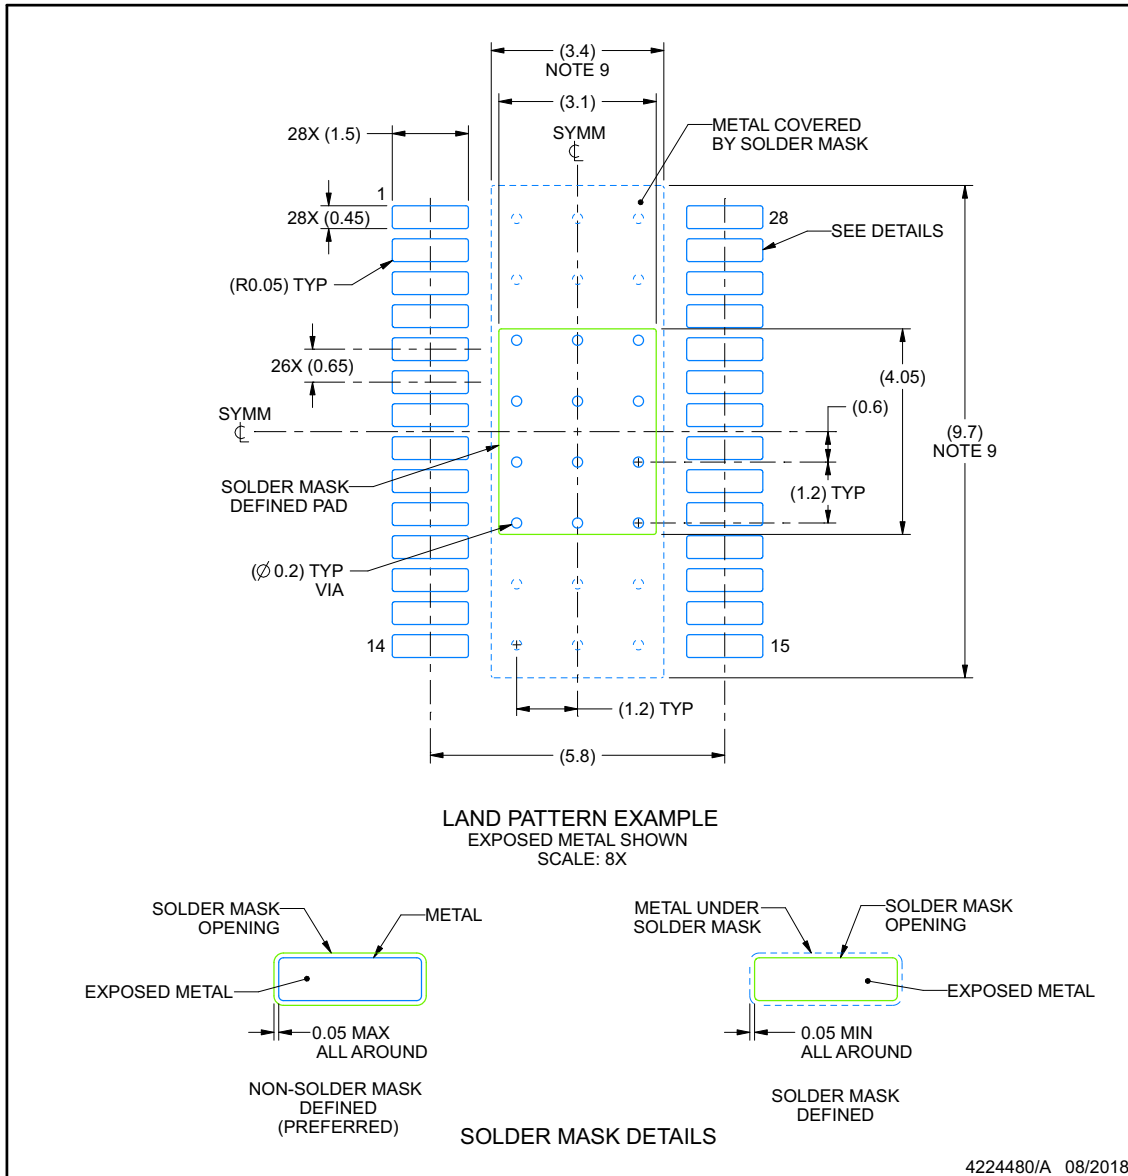 (3.4)
NOTE 9
(3.1)
SYMM
℄
METAL COVERED
BY SOLDER MASK
28X (1.5)
1
28X (0.45)
28
SEE DETAILS
(R0.05) TYP
26X (0.65)
(4.05)
(0.6)
SYMM
℄
(9.7)
NOTE 9
SOLDER MASK
DEFINED PAD
(1.2) TYP
(∅ 0.2) TYP
VIA
14
15
(1.2) TYP
(5.8)
LAND PATTERN EXAMPLE
EXPOSED METAL SHOWN
SCALE: 8X
SOLDER MASK
OPENING
METAL
EXPOSED METAL
0.05 MAX
ALL AROUND
NON-SOLDER MASK
DEFINED
(PREFERRED)
METAL UNDER
SOLDER MASK
SOLDER MASK
OPENING
EXPOSED METAL
0.05 MIN
ALL AROUND
SOLDER MASK
DEFINED
SOLDER MASK DETAILS
4224480/A 08/2018